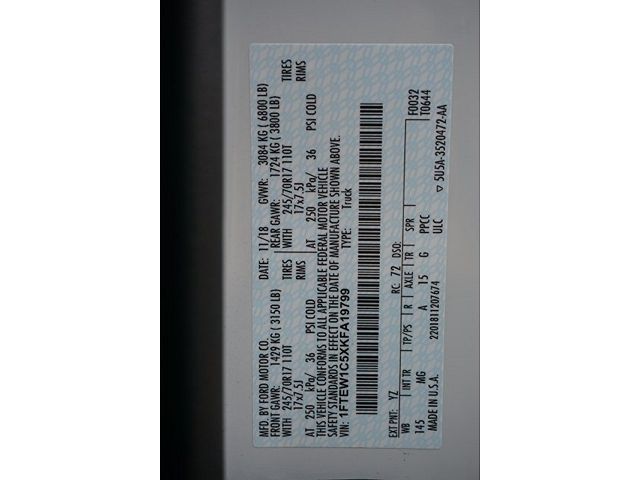 MFD. BY FORD MOTOR CO.
DATE: 11/18 GVWR: 3084 KG ( 6800 LB)
FRONT GAWR: 1429 KG ( 3150 LB) REAR GAWR: 1724 KG ( 3800 LB)
WITH 245/70R17 110T TIRES WITH 245/70R17 110T TIRES
17x7.5J RIMS 17x7.5J RIMS
AT 250 kPa/ 36 PSI COLD AT 250 kPa/ 36 PSI COLD
THIS VEHICLE CONFORMS TO ALL APPLICABLE FEDERAL MOTOR VEHICLE
SAFETY STANDARDS IN EFFECT ON THE DATE OF MANUFACTURE SHOWN ABOVE.
VIN: 1FTEW1C5XKFA19799 TYPE: Truck
EXT PNT: YZ RC: 72 DSO: F0032
WB INT TR TP/PS R AXLE TR SPR T0644
145 MG A 15 G PPCC
ULC
MADE IN U.S.A. 2201811207674 ▽ 5U5A-3520472-AA